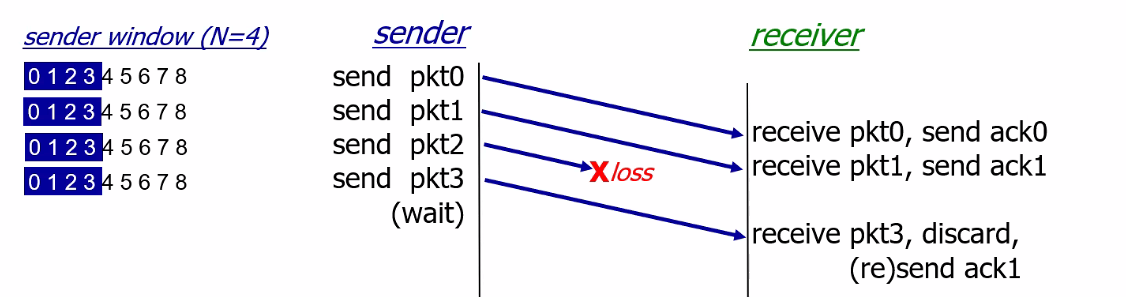 sender window (N=4)
sender
receiver
0 1 2 3 4 5 6 7 8
send pkt0
0 1 2 3 4 5 6 7 8
send pkt1
receive pkt0, send ack0
0 1 2 3 4 5 6 7 8
send pkt2
receive pkt1, send ack1
X loss
0 1 2 3 4 5 6 7 8
send pkt3
(wait)
receive pkt3, discard,
(re)send ack1